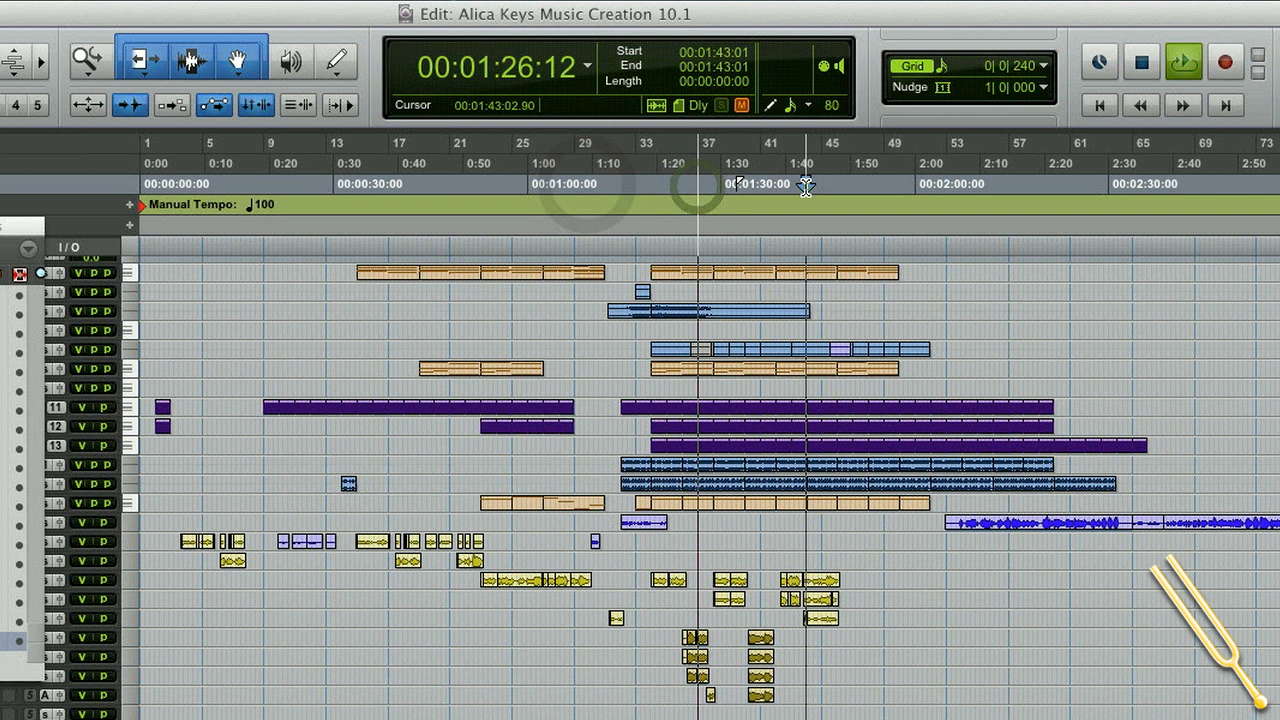 Edit: Alica Keys Music Creation 10.1
00:01:26:12
Start 00:01:43:01
End 00:01:43:01
Length 00:00:00:00
Cursor 00:01:43:02.90
Dly S M
80
Grid 0| 0| 240
Nudge 1| 0| 000
4 5
1 5 9 13 17 21 25 29 33 37 41 45 49 53 57 61 65 69 73
0:00 0:10 0:20 0:30 0:40 0:50 1:00 1:10 1:20 1:30 1:40 1:50 2:00 2:10 2:20 2:30 2:40 2:50
00:00:00:00 00:00:30:00 00:01:00:00 00:01:30:00 00:02:00:00 00:02:30:00
+ Manual Tempo: 100
+
I / O
V P P
V P P
V P P
V P P
V P P
V P P
V P P
11 V P
12 V P
13 V P
V P P
V P P
V P P
V P
V P
V P
V P
V P
V P
V P
V P
V P
5 A V P